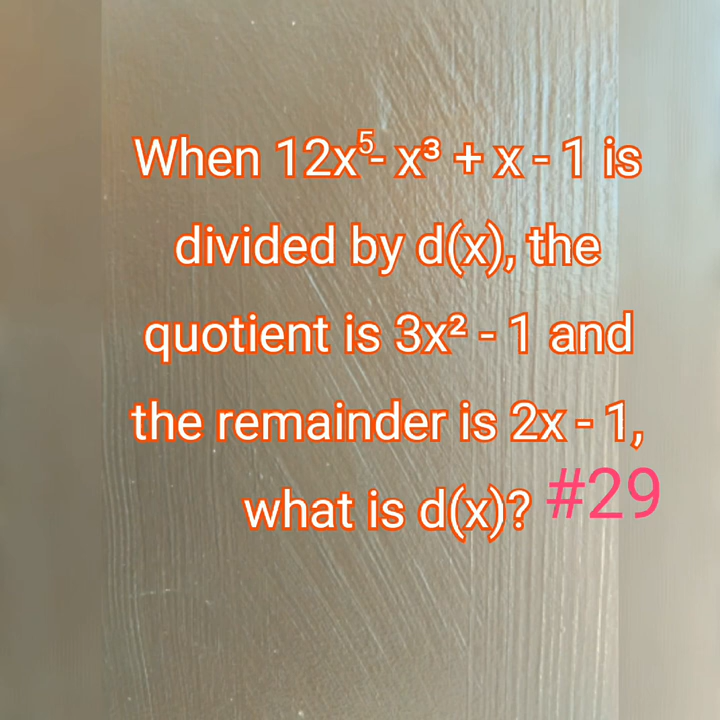 When 12x⁵- x³ + x - 1 is
divided by d(x), the
quotient is 3x² - 1 and
the remainder is 2x - 1,
what is d(x)? #29